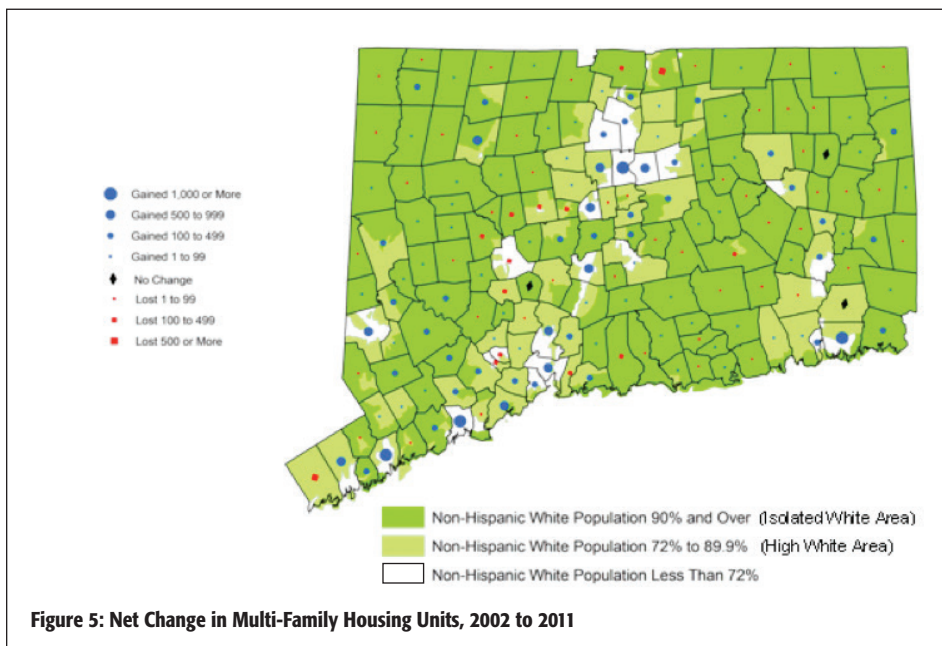 Gained 1,000 or More
Gained 500 to 999
Gained 100 to 499
Gained 1 to 99
No Change
Lost 1 to 99
Lost 100 to 499
Lost 500 or More
Non-Hispanic White Population 90% and Over (Isolated White Area)
Non-Hispanic White Population 72% to 89.9% (High White Area)
Non-Hispanic White Population Less Than 72%
Figure 5: Net Change in Multi-Family Housing Units, 2002 to 2011